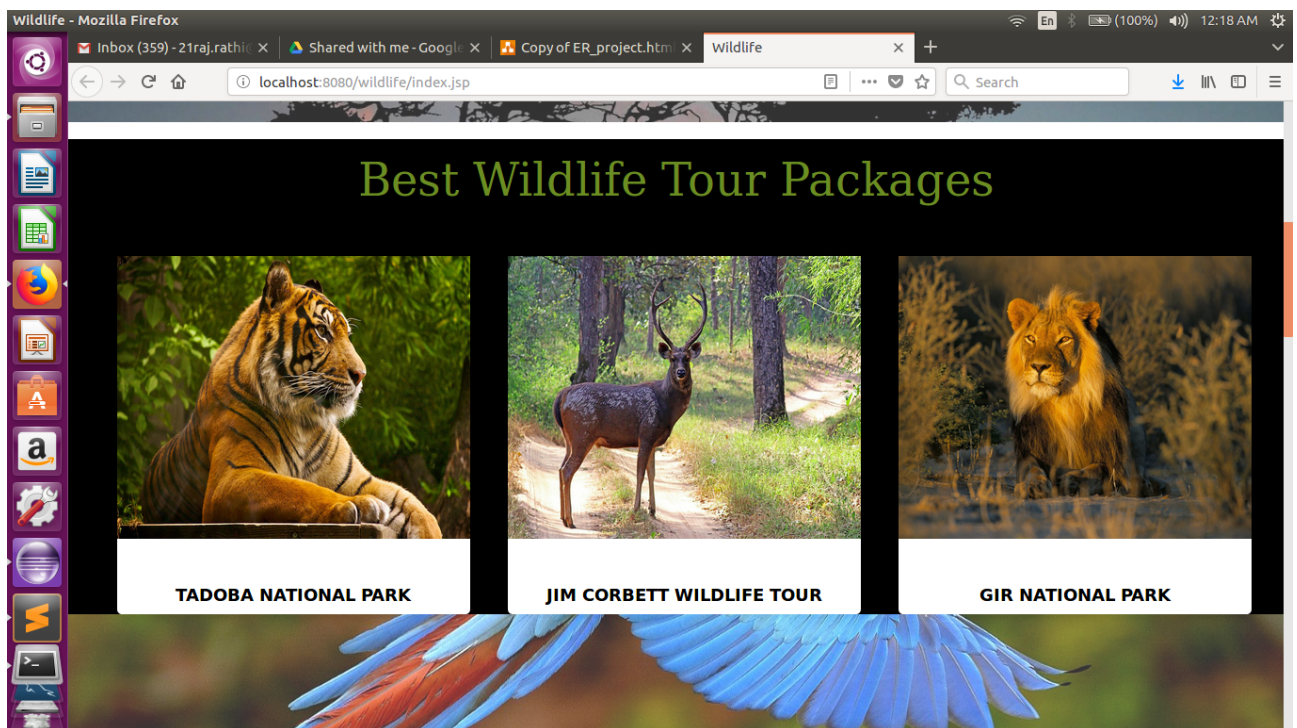 Wildlife - Mozilla Firefox
En
(100%)
12:18 AM
Inbox (359) - 21raj.rathi
Shared with me - Google
Copy of ER_project.html
Wildlife
localhost:8080/wildlife/index.jsp
Search
Best Wildlife Tour Packages
TADOBA NATIONAL PARK
JIM CORBETT WILDLIFE TOUR
GIR NATIONAL PARK